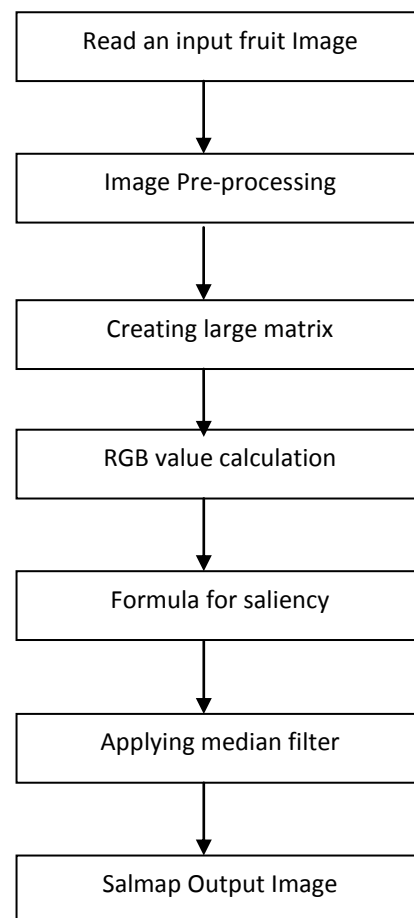 Read an input fruit Image
Image Pre-processing
Creating large matrix
RGB value calculation
Formula for saliency
Applying median filter
Salmap Output Image